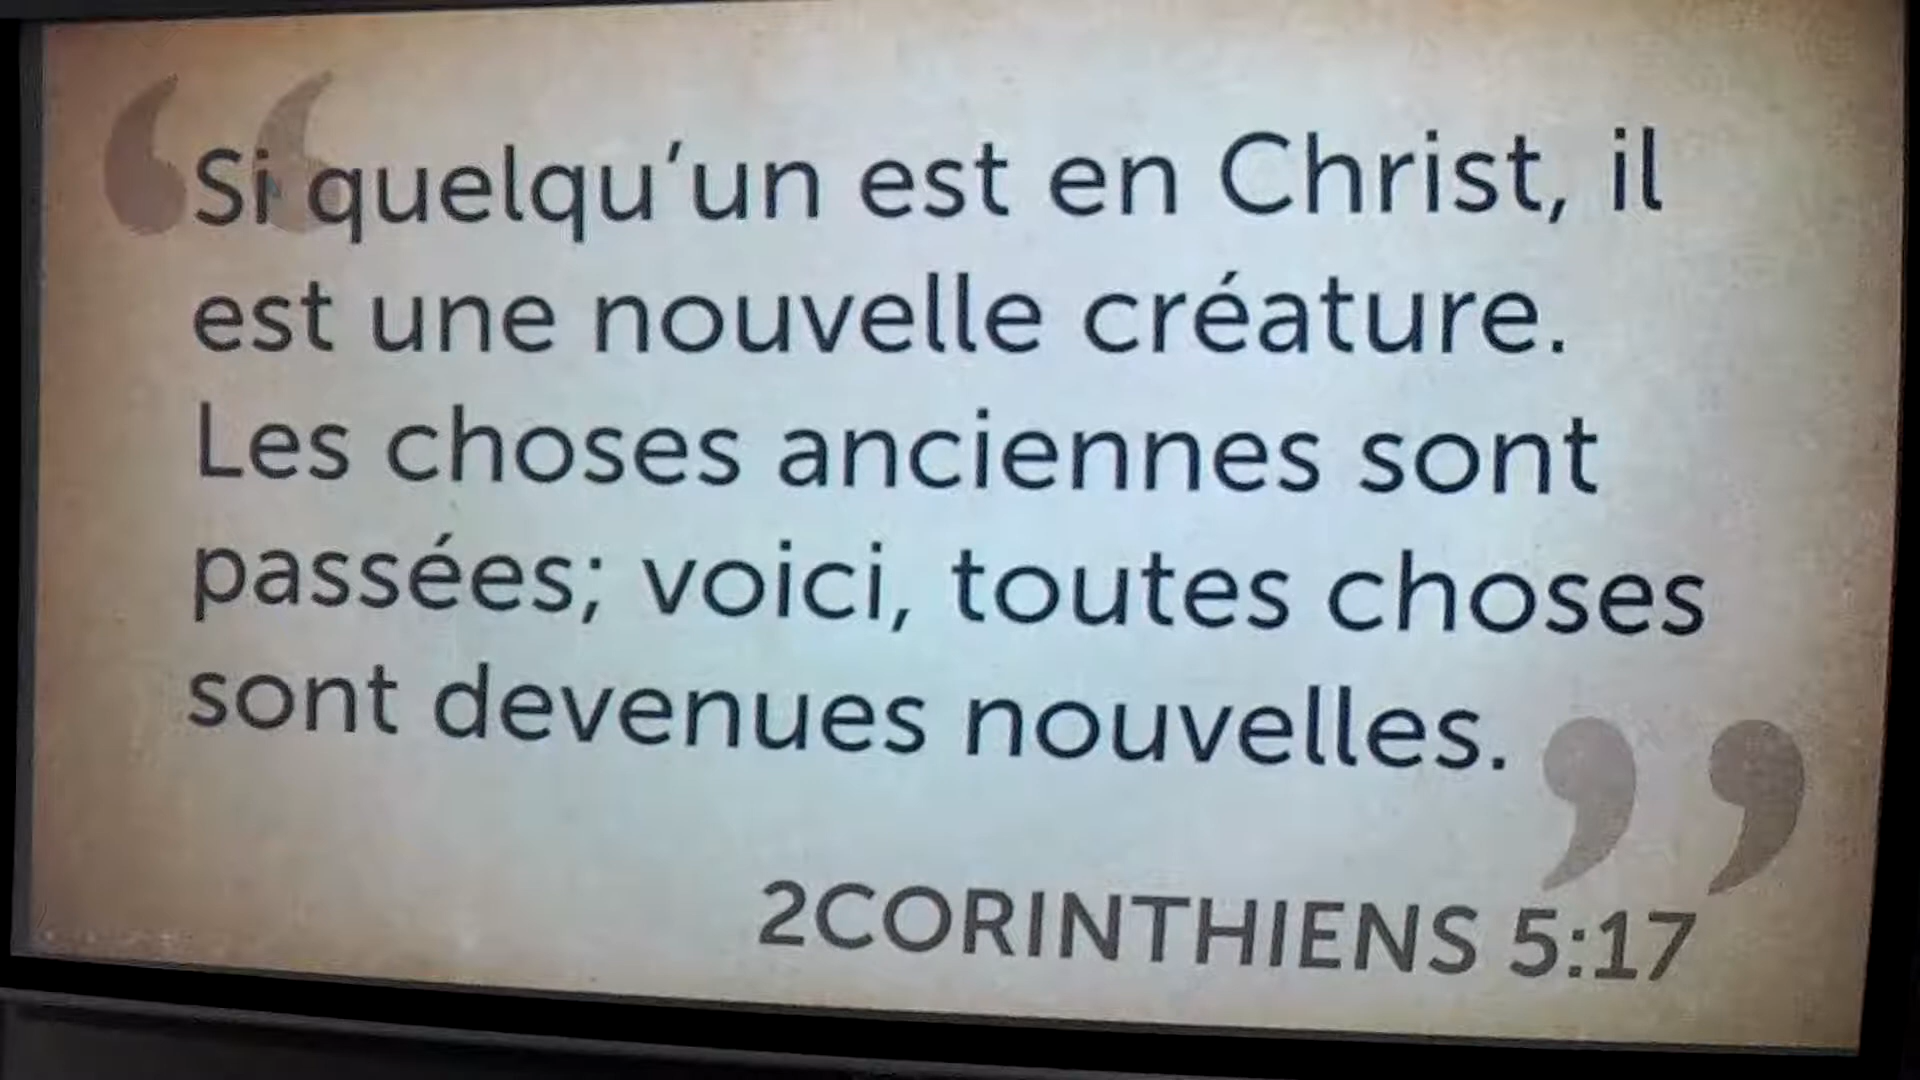 Si quelqu'un est en Christ, il
est une nouvelle créature.
Les choses anciennes sont
passées; voici, toutes choses
sont devenues nouvelles.
2CORINTHIENS 5:17